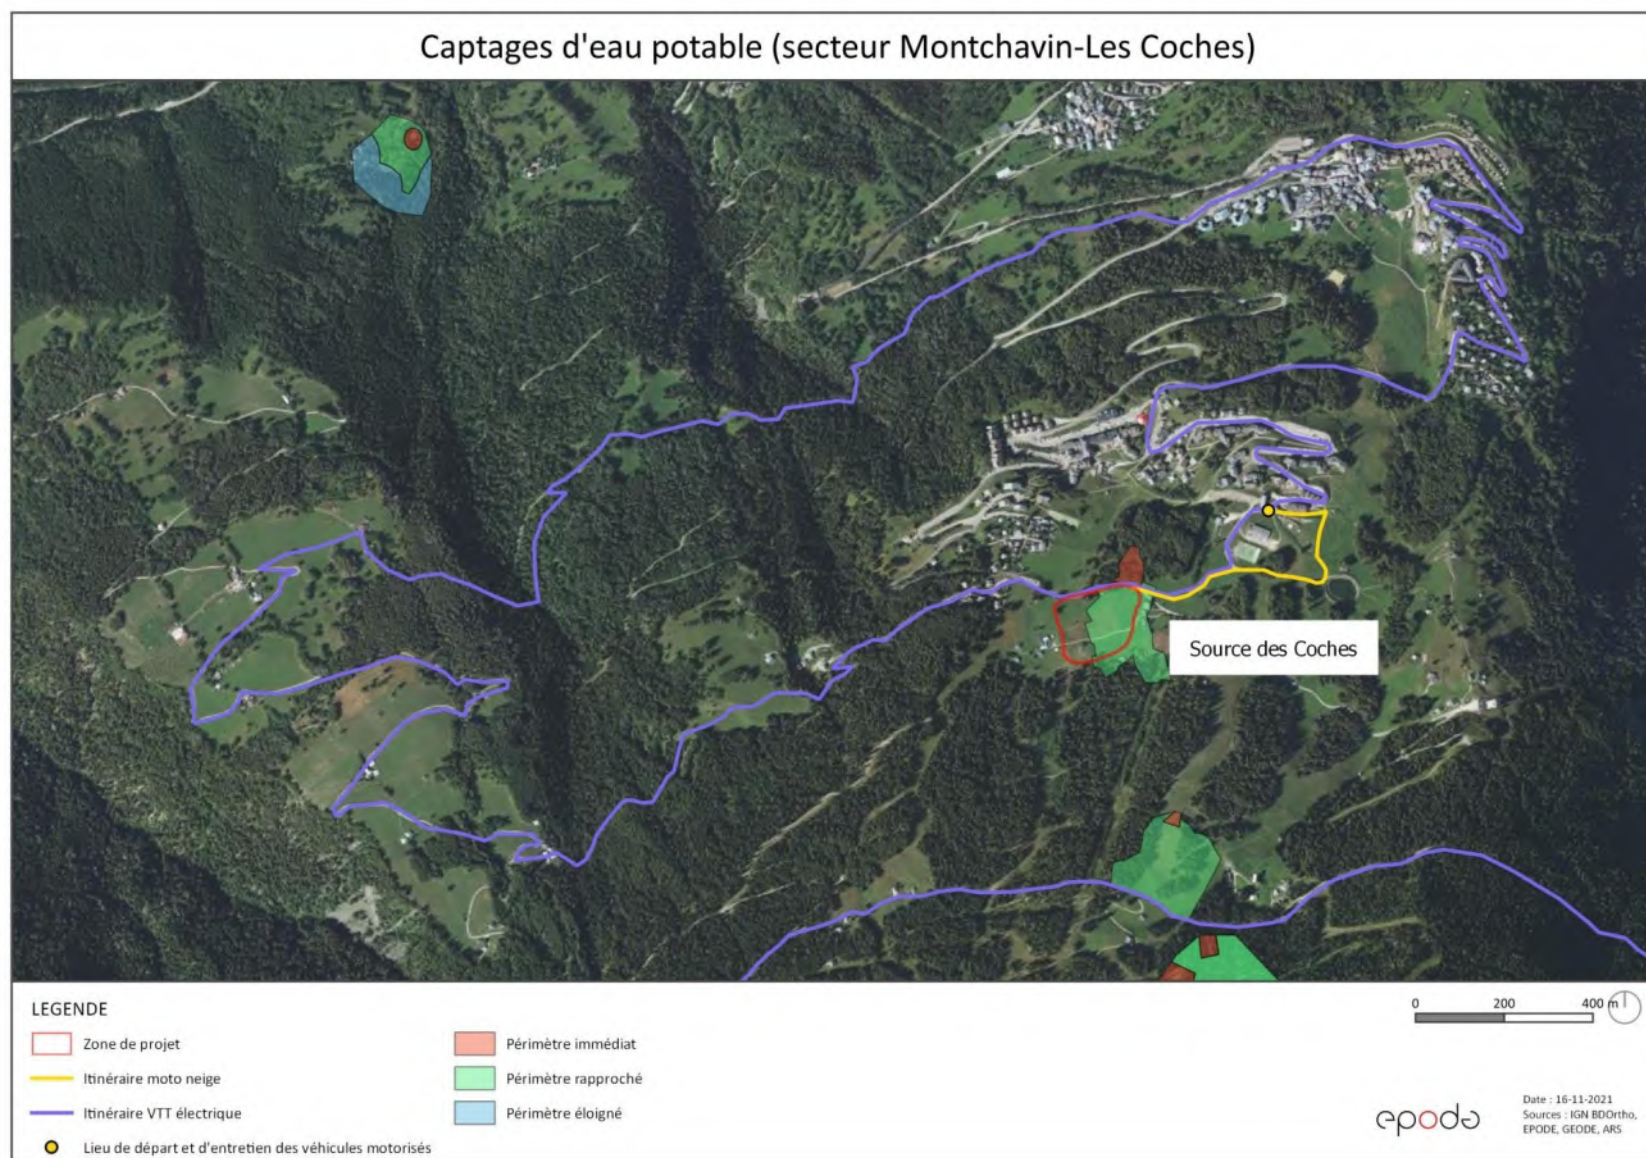 Captages d'eau potable (secteur Montchavin-Les Coches)
Source des Coches
LEGENDE
Zone de projet
Itinéraire moto neige
Itinéraire VTT électrique
Lieu de départ et d'entretien des véhicules motorisés
Périmètre immédiat
Périmètre rapproché
Périmètre éloigné
0 200 400 m
epode
Date : 16-11-2021
Sources : IGN BDOrtho,
EPODE, GEODE, ARS